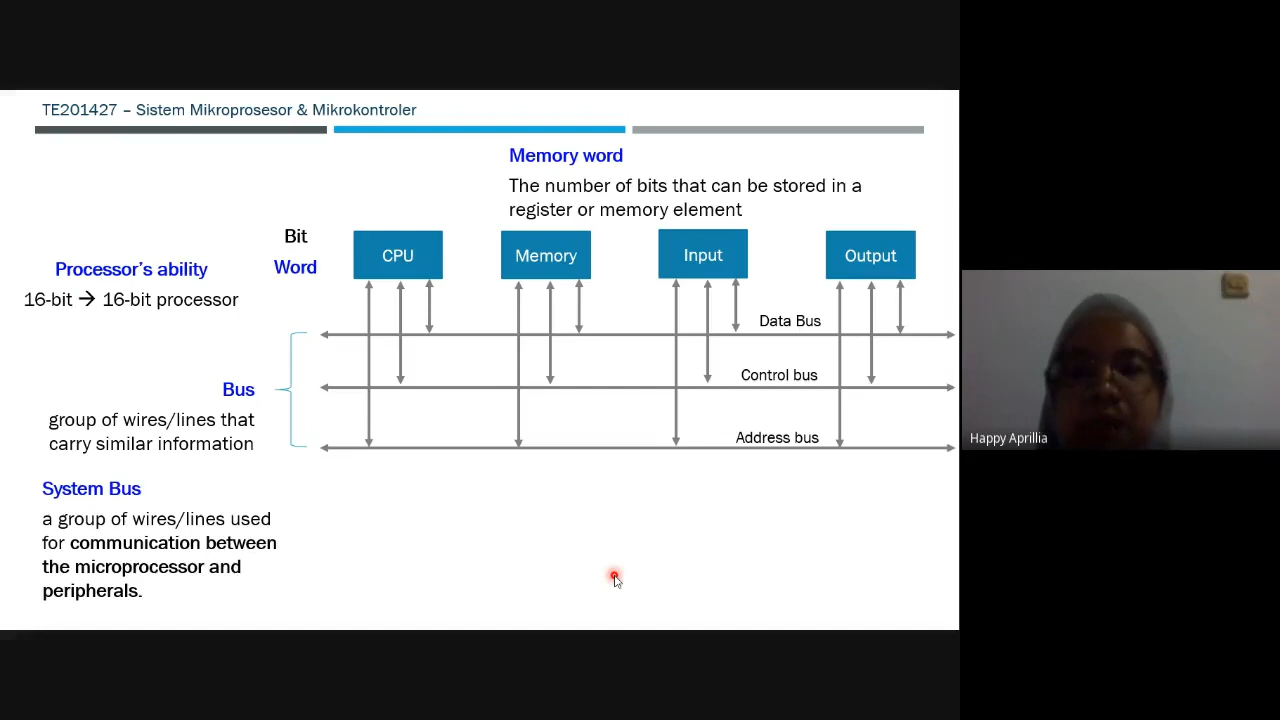 TE201427 – Sistem Mikroprosesor & Mikrokontroler
Memory word
The number of bits that can be stored in a
register or memory element
Bit
Word
CPU
Memory
Input
Output
Processor's ability
16-bit → 16-bit processor
Data Bus
Control bus
Address bus
Bus
group of wires/lines that
carry similar information
System Bus
a group of wires/lines used
for communication between
the microprocessor and
peripherals.
Happy Aprillia